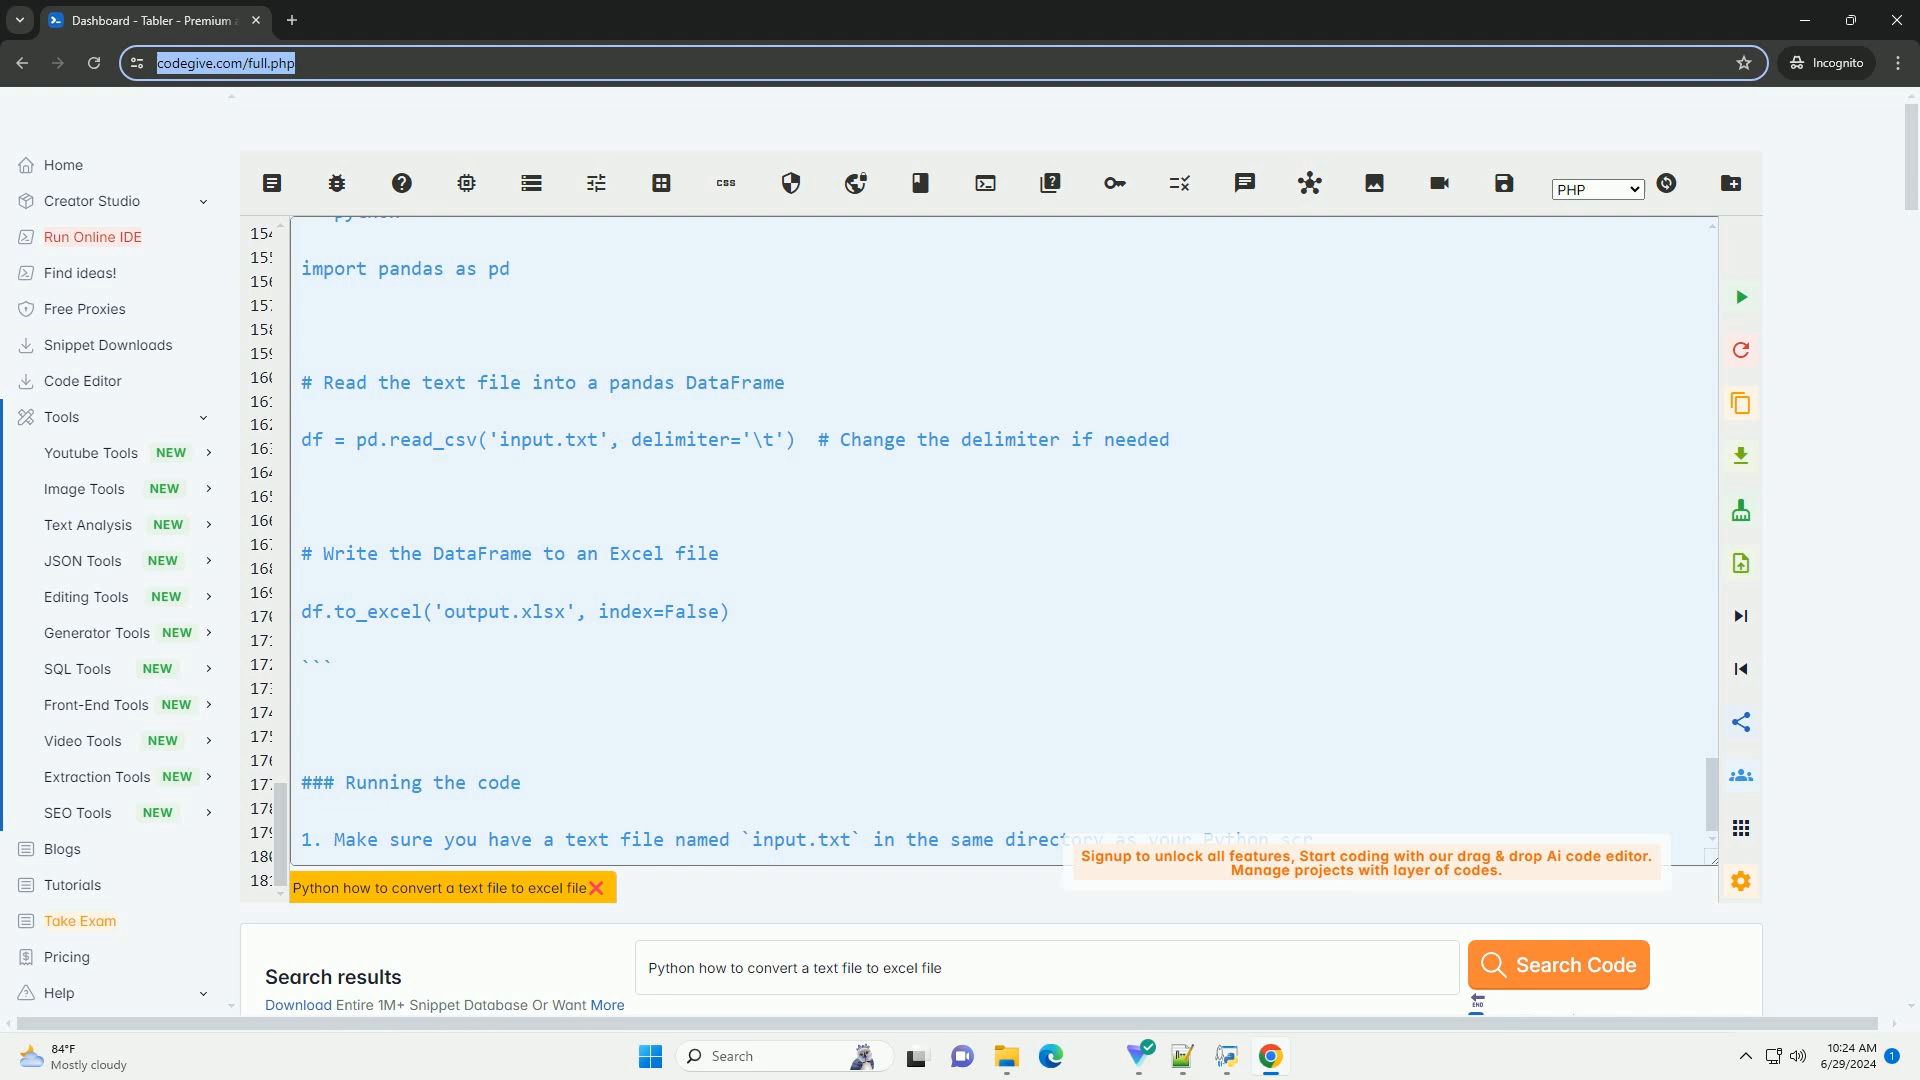 Dashboard - Tabler - Premium
codegive.com/full.php
Incognito
Home
Creator Studio
Run Online IDE
Find ideas!
Free Proxies
Snippet Downloads
Code Editor
Tools
Youtube Tools NEW
Image Tools NEW
Text Analysis NEW
JSON Tools NEW
Editing Tools NEW
Generator Tools NEW
SQL Tools NEW
Front-End Tools NEW
Video Tools NEW
Extraction Tools NEW
SEO Tools NEW
Blogs
Tutorials
Take Exam
Pricing
Help
css
PHP
python
import pandas as pd
# Read the text file into a pandas DataFrame
df = pd.read_csv('input.txt', delimiter='\t')  # Change the delimiter if needed
# Write the DataFrame to an Excel file
df.to_excel('output.xlsx', index=False)
```
### Running the code
1. Make sure you have a text file named `input.txt` in the same directory as your Python scr
Signup to unlock all features, Start coding with our drag & drop Ai code editor.
Manage projects with layer of codes.
Python how to convert a text file to excel file
Search results
Download Entire 1M+ Snippet Database Or Want More
Python how to convert a text file to excel file
Search Code
END
84°F
Mostly cloudy
Search
10:24 AM
6/29/2024
1